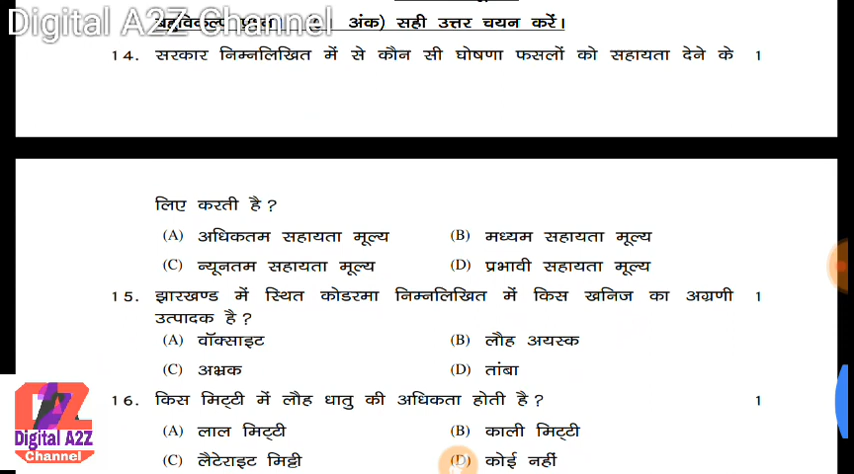 Digital A2Z Channel
अंक) सही उत्तर चयन करें।
14. सरकार निम्नलिखित में से कौन सी घोषणा फसलों को सहायता देने के 1
लिए करती है ?
(A) अधिकतम सहायता मूल्य (B) मध्यम सहायता मूल्य
(C) न्यूनतम सहायता मूल्य (D) प्रभावी सहायता मूल्य
15. झारखण्ड में स्थित कोडरमा निम्नलिखित में किस खनिज का अग्रणी 1
उत्पादक है ?
(A) वॉक्साइट (B) लौह अयस्क
(C) अभ्रक (D) तांबा
16. किस मिट्टी में लौह धातु की अधिकता होती है ? 1
(A) लाल मिट्टी (B) काली मिट्टी
(C) लैटेराइट मिट्टी (D) कोई नहीं
Digital A2Z
Channel